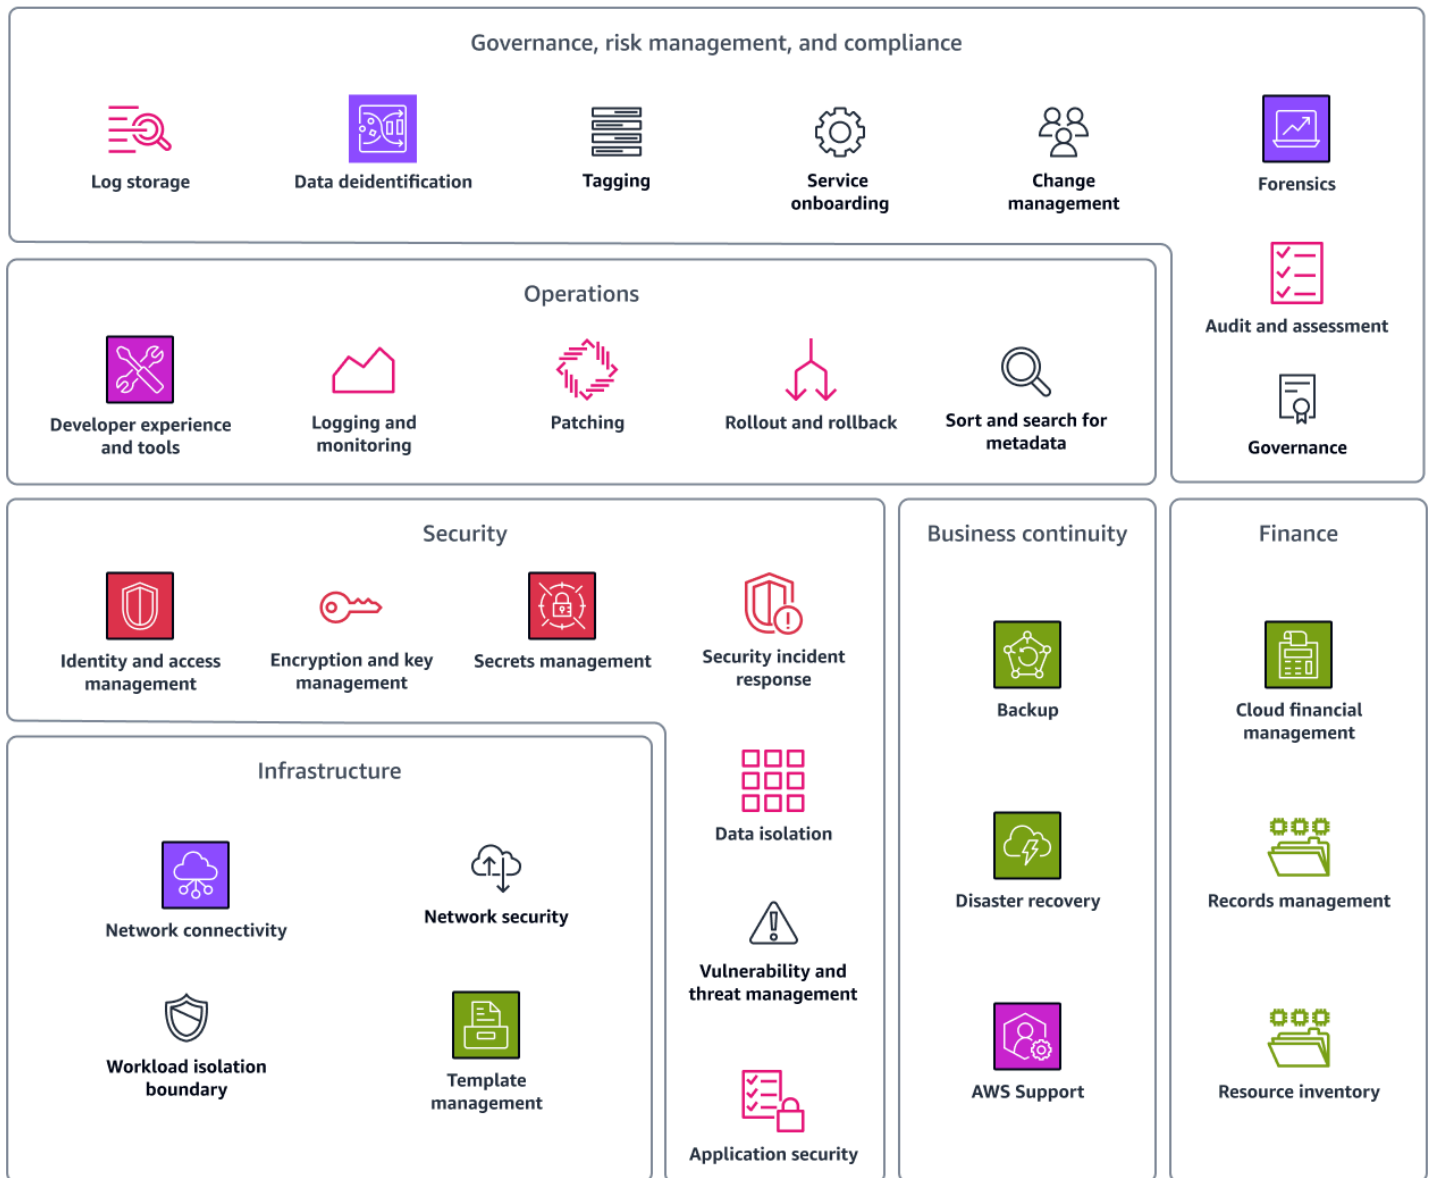 Governance, risk management, and compliance
Log storage
Data deidentification
Tagging
Service
onboarding
Change
management
Forensics
Audit and assessment
Governance
Operations
Developer experience
and tools
Logging and
monitoring
Patching
Rollout and rollback
Sort and search for
metadata
Security
Identity and access
management
Encryption and key
management
Secrets management
Security incident
response
Data isolation
Vulnerability and
threat management
Application security
Infrastructure
Network connectivity
Network security
Workload isolation
boundary
Template
management
Business continuity
Backup
Disaster recovery
AWS Support
Finance
Cloud financial
management
Records management
Resource inventory